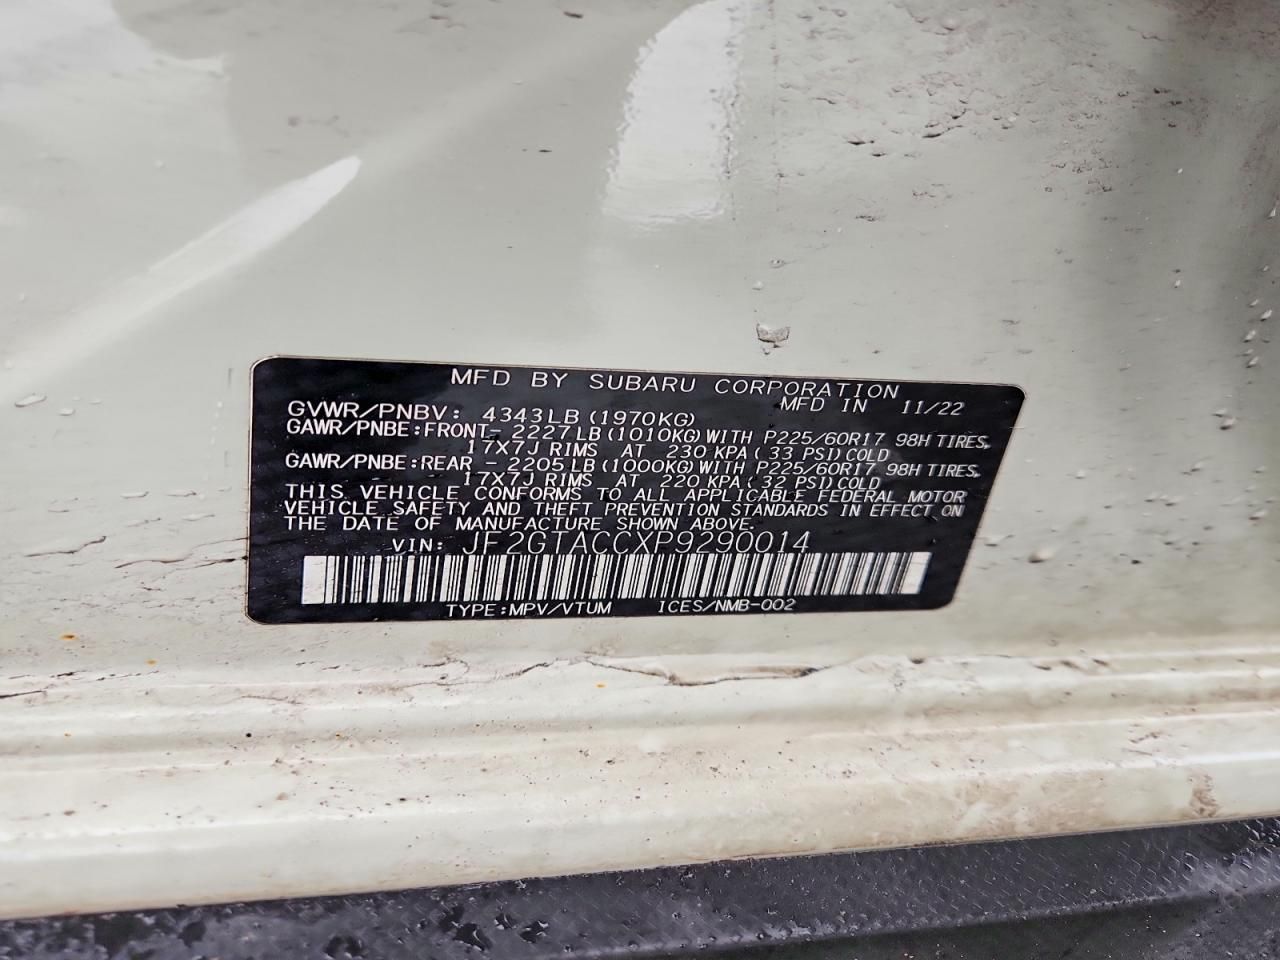 MFD BY SUBARU CORPORATION
MFD IN 11/22
GVWR/PNBV: 4343LB(1970KG)
GAWR/PNBE:FRONT-2227LB(1010KG)WITH P225/60R17 98H TIRES,
17X7J RIMS AT 230 KPA(33 PSI)COLD
GAWR/PNBE:REAR -2205LB(1000KG)WITH P225/60R17 98H TIRES,
17X7J RIMS AT 220 KPA(32 PSI)COLD
THIS VEHICLE CONFORMS TO ALL APPLICABLE FEDERAL MOTOR
VEHICLE SAFETY AND THEFT PREVENTION STANDARDS IN EFFECT ON
THE DATE OF MANUFACTURE SHOWN ABOVE.
VIN: JF2GTACCXP9290014
TYPE:MPV/VTUM ICES/NMB-002